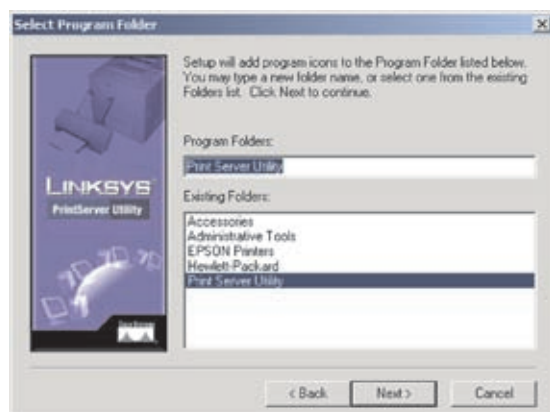 Select Program Folder
Setup will add program icons to the Program Folder listed below.
You may type a new folder name, or select one from the existing
Folders list. Click Next to continue.
Program Folders:
Print Server Utility
LINKSYS
PrintServer Utility
Existing Folders:
Accessories
Administrative Tools
EPSON Printers
Hewlett-Packard
Print Server Utility
< Back
Next >
Cancel